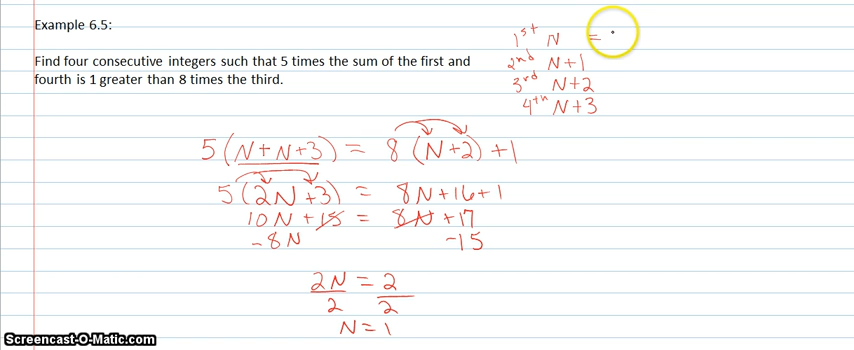 Example 6.5:
1st N =
Find four consecutive integers such that 5 times the sum of the first and
2nd N+1
fourth is 1 greater than 8 times the third.
3rd N+2
4th N+3
5(N+N+3) = 8(N+2)+1
5(2N+3) = 8N+16+1
10N+15 = 8N+17
-8N -15
2N = 2
2 2
N=1
Screencast-O-Matic.com